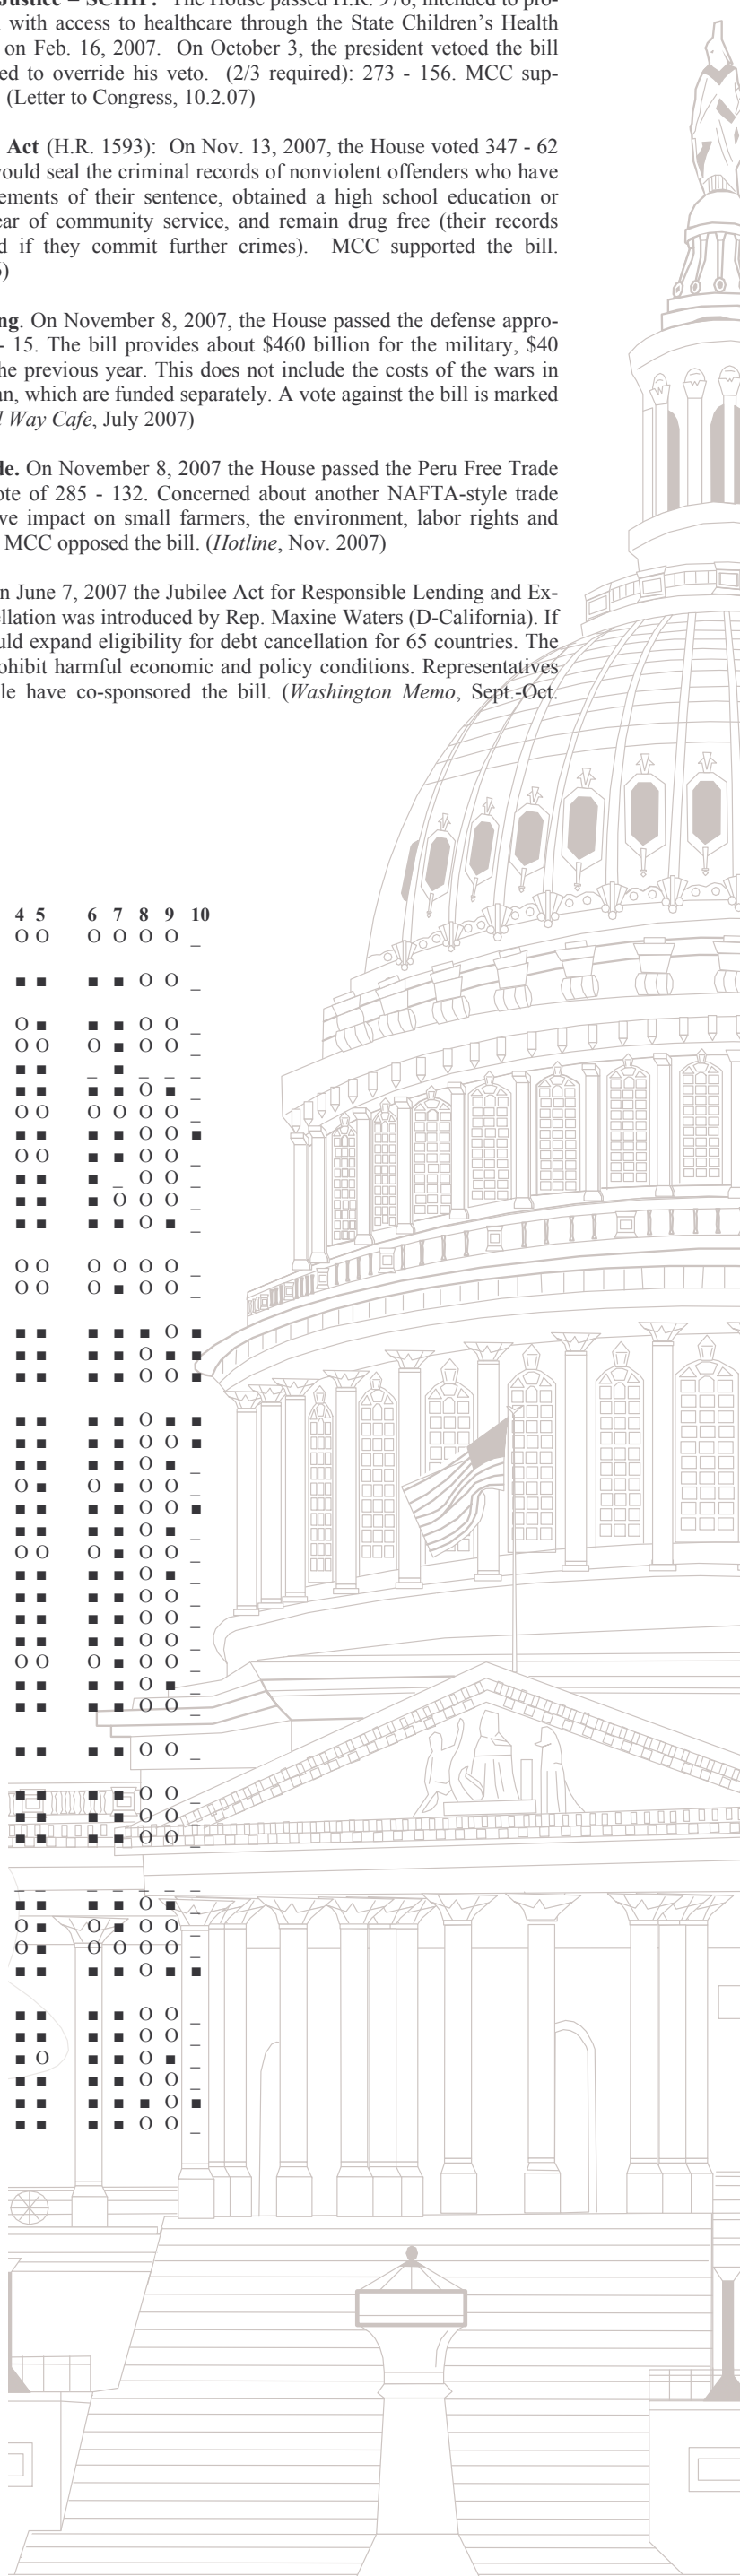 Justice – SCHIP. The House passed H.R. 976, intended to pro-
with access to healthcare through the State Children's Health
on Feb. 16, 2007. On October 3, the president vetoed the bill
ed to override his veto. (2/3 required): 273 - 156. MCC sup-
(Letter to Congress, 10.2.07)
Act (H.R. 1593): On Nov. 13, 2007, the House voted 347 - 62
ould seal the criminal records of nonviolent offenders who have
ements of their sentence, obtained a high school education or
ear of community service, and remain drug free (their records
d if they commit further crimes). MCC supported the bill.
)
ng. On November 8, 2007, the House passed the defense appro-
- 15. The bill provides about $460 billion for the military, $40
he previous year. This does not include the costs of the wars in
an, which are funded separately. A vote against the bill is marked
l Way Cafe, July 2007)
de. On November 8, 2007 the House passed the Peru Free Trade
ote of 285 - 132. Concerned about another NAFTA-style trade
ve impact on small farmers, the environment, labor rights and
MCC opposed the bill. (Hotline, Nov. 2007)
n June 7, 2007 the Jubilee Act for Responsible Lending and Ex-
ellation was introduced by Rep. Maxine Waters (D-California). If
uld expand eligibility for debt cancellation for 65 countries. The
ohibit harmful economic and policy conditions. Representatives
le have co-sponsored the bill. (Washington Memo, Sept.-Oct.
4 5 6 7 8 9 10
O O O O O O _
■ ■ ■ ■ O O _
O ■ ■ ■ O O _
O O O ■ O O _
■ ■ _ ■ _ _ _
■ ■ ■ ■ O ■ _
O O O O O O _
■ ■ ■ ■ O O ■
O O ■ ■ O O _
■ ■ ■ _ O O _
■ ■ ■ O O O _
■ ■ ■ ■ O ■ _
O O O O O O _
O O O ■ O O _
■ ■ ■ ■ ■ O ■
■ ■ ■ ■ O ■ ■
■ ■ ■ ■ O O ■
■ ■ ■ ■ O ■ ■
■ ■ ■ ■ O O ■
■ ■ ■ ■ O ■ _
O ■ O ■ O O _
■ ■ ■ ■ O O ■
■ ■ ■ ■ O ■ _
O O O ■ O O _
■ ■ ■ ■ O ■ _
■ ■ ■ ■ O O _
■ ■ ■ ■ O O _
■ ■ ■ ■ O O _
O O O ■ O O _
■ ■ ■ ■ O ■ _
■ ■ ■ ■ O O _
■ ■ ■ ■ O O _
■ ■ ■ ■ O O _
■ ■ ■ ■ O O _
■ ■ ■ ■ O O _
_ _ _ _ _ _ _
■ ■ ■ ■ O ■ _
O ■ O ■ O O _
O ■ O O O O _
■ ■ ■ ■ O ■ ■
■ ■ ■ ■ O O _
■ ■ ■ ■ O O _
■ O ■ ■ O ■ _
■ ■ ■ ■ O O _
■ ■ ■ ■ ■ O ■
■ ■ ■ ■ O O _